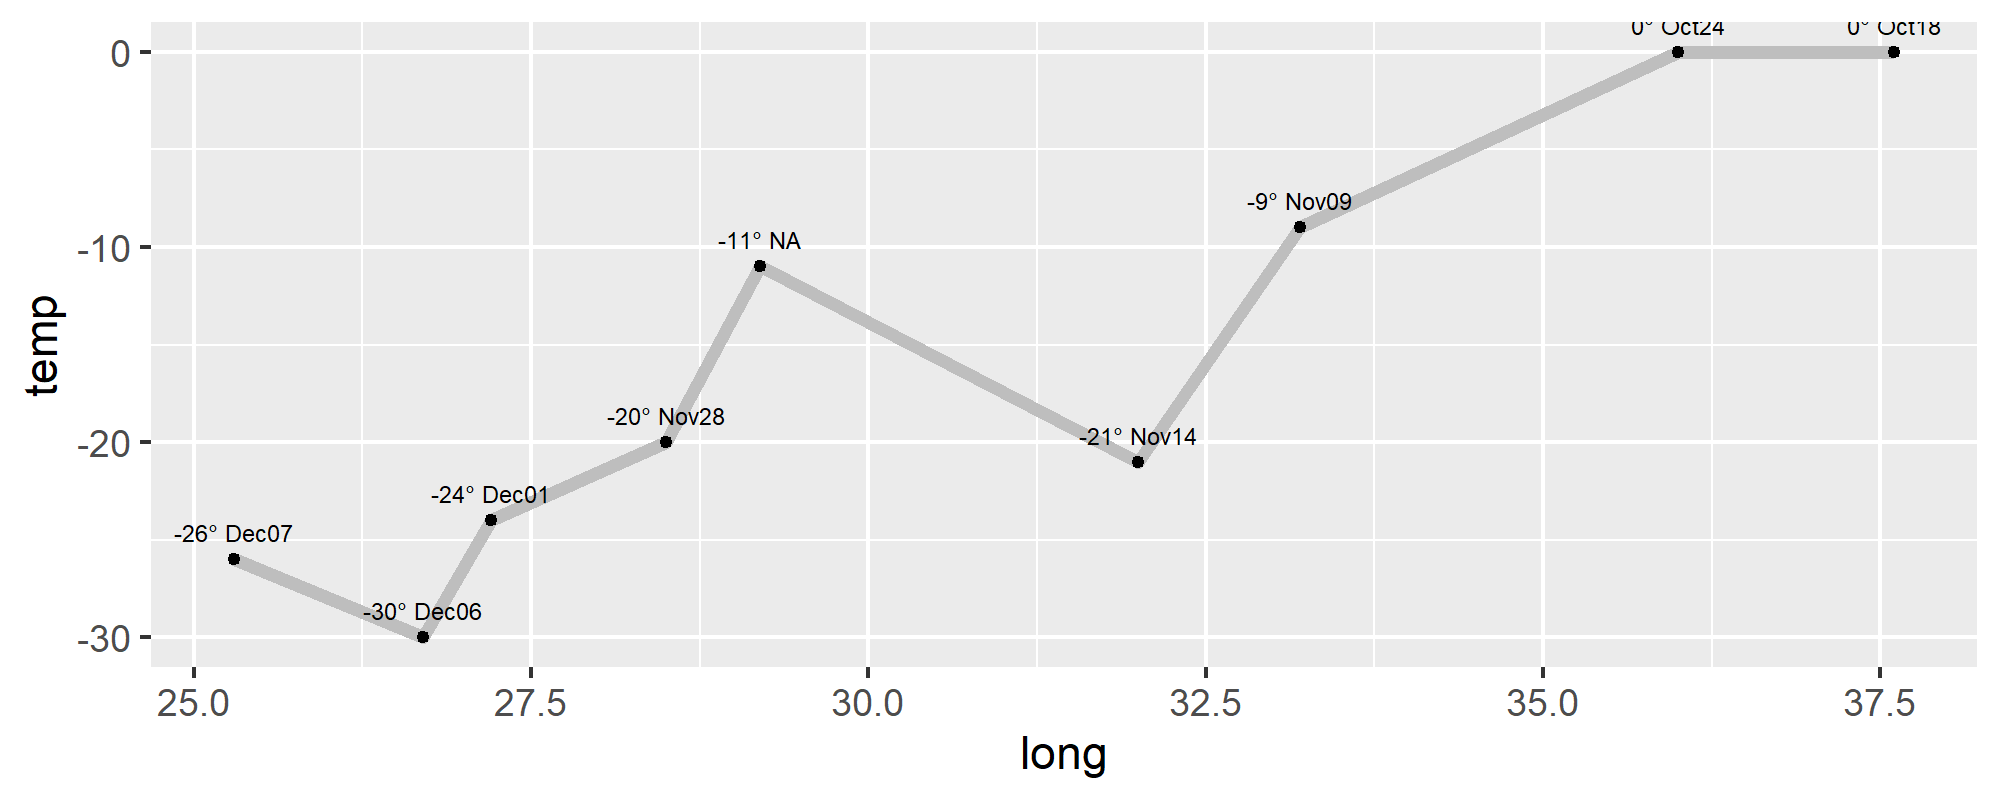 0° Oct24
0° Oct18
0
-9° Nov09
-11° NA
-10
temp
-20° Nov28
-21° Nov14
-20
-24° Dec01
-26° Dec07
-30° Dec06
-30
25.0 27.5 30.0 32.5 35.0 37.5
long